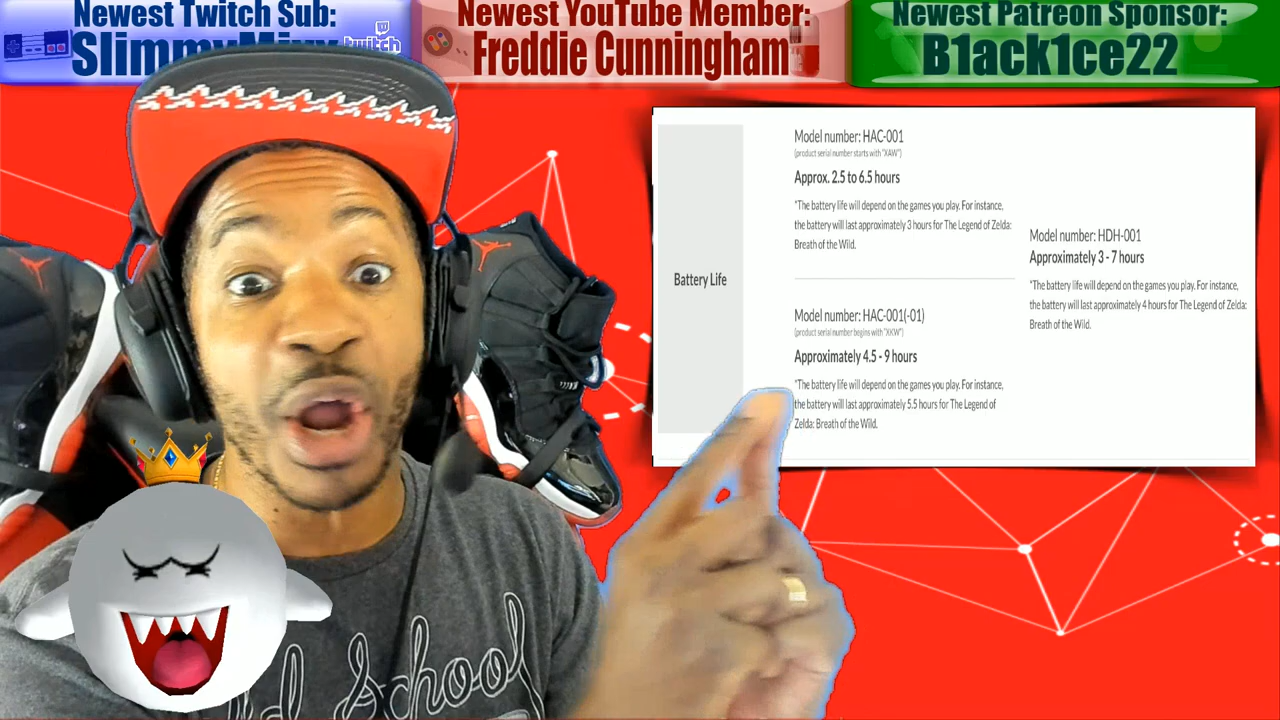 Newest Twitch Sub:
twitch
Newest YouTube Member:
Freddie Cunningham
Newest Patreon Sponsor:
B1ack1ce22
Battery Life
Model number: HAC-001
(product serial number starts with "XAW")
Approx. 2.5 to 6.5 hours
*The battery life will depend on the games you play. For instance,
the battery will last approximately 3 hours for The Legend of Zelda:
Breath of the Wild.
Model number: HAC-001(-01)
(product serial number begins with "XKW")
Approximately 4.5 - 9 hours
*The battery life will depend on the games you play. For instance,
the battery will last approximately 5.5 hours for The Legend of
Zelda: Breath of the Wild.
Model number: HDH-001
Approximately 3 - 7 hours
*The battery life will depend on the games you play. For instance,
the battery will last approximately 4 hours for The Legend of Zelda:
Breath of the Wild.
School